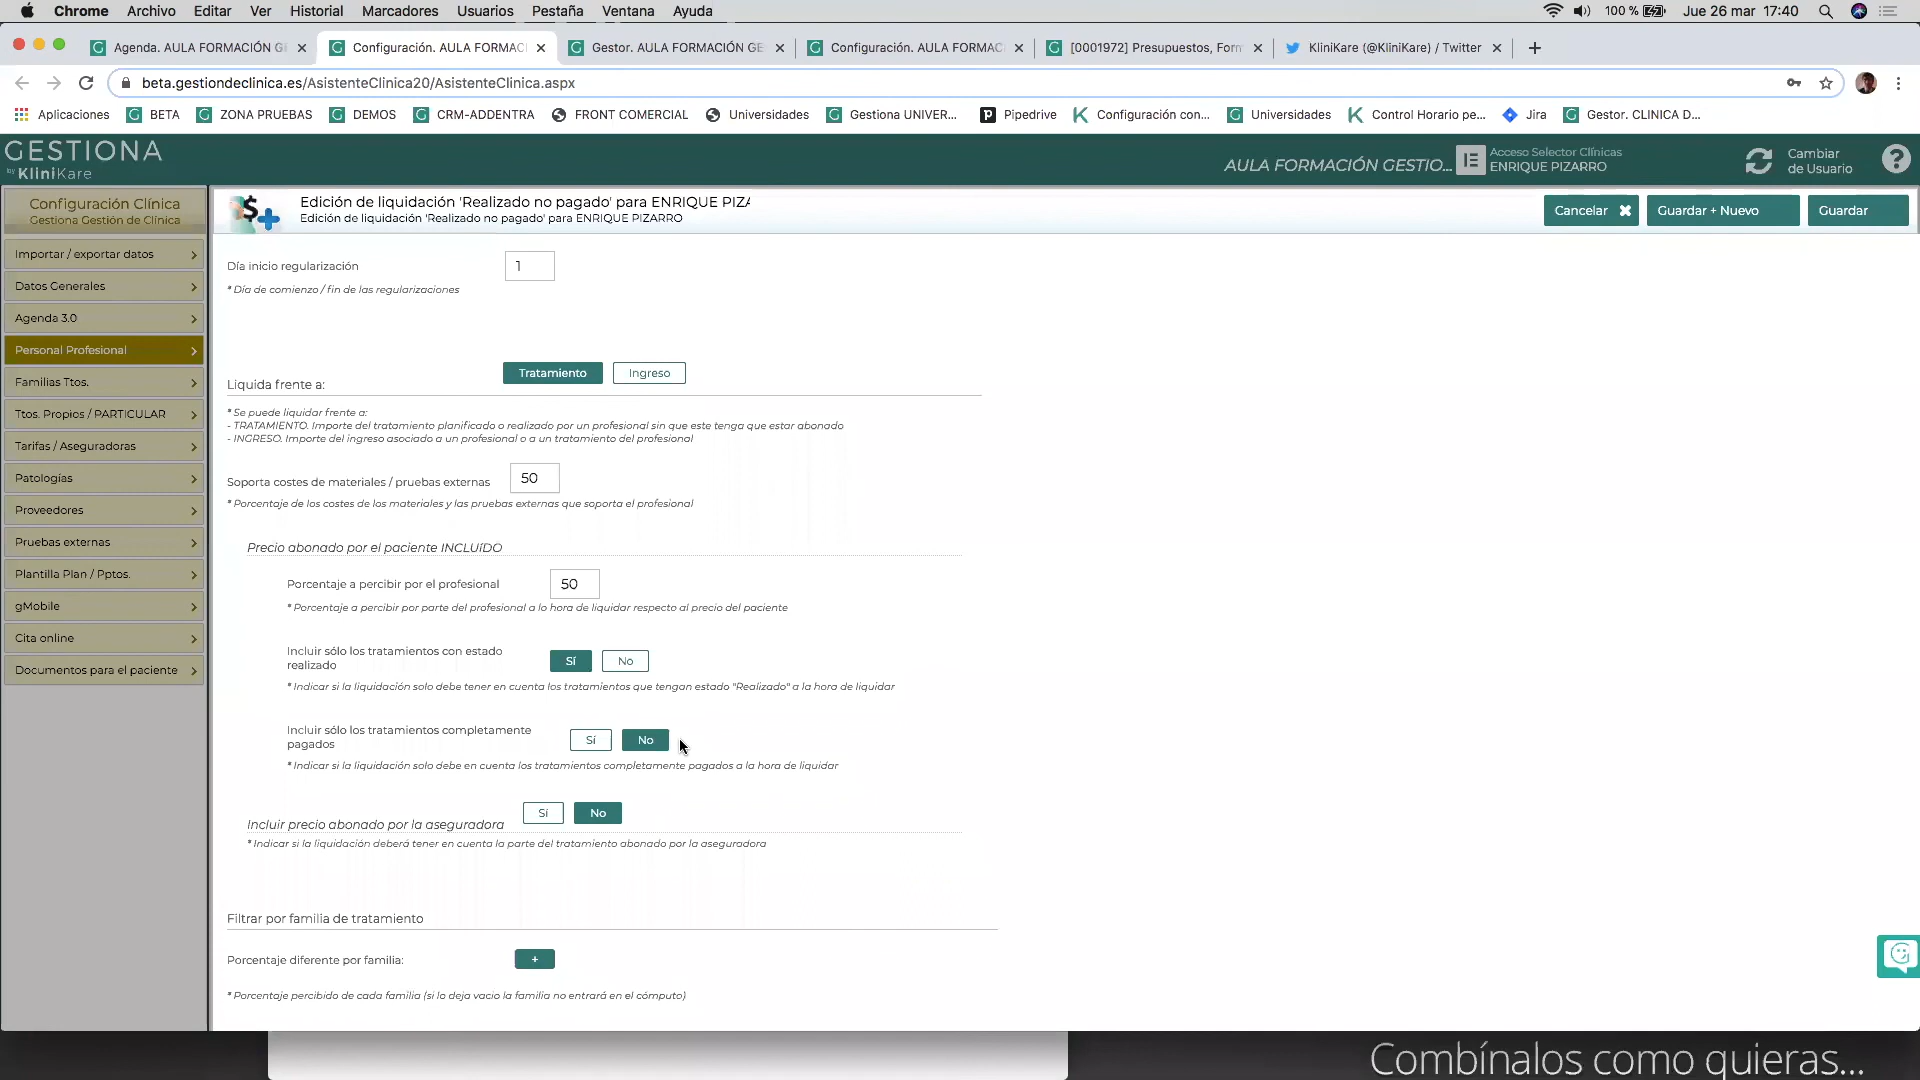 Chrome Archivo Editar Ver Historial Marcadores Usuarios Pestaña Ventana Ayuda 100 % Jue 26 mar 17:40
Agenda. AULA FORMACIÓN G Configuración. AULA FORMAC Gestor. AULA FORMACIÓN GE Configuración. AULA FORMAC [0001972] Presupuestos, Form KliniKare (@KliniKare) / Twitter
beta.gestiondeclinica.es/AsistenteClinica20/AsistenteClinica.aspx
Aplicaciones BETA ZONA PRUEBAS DEMOS CRM-ADDENTRA FRONT COMERCIAL Universidades Gestiona UNIVER... Pipedrive Configuración con... Universidades Control Horario pe... Jira Gestor. CLINICA D...
GESTIONA
by KliniKare
AULA FORMACIÓN GESTIO...
Acceso Selector Clínicas
ENRIQUE PIZARRO
Cambiar
de Usuario
Configuración Clínica
Gestiona Gestión de Clínica
Importar / exportar datos
Datos Generales
Agenda 3.0
Personal Profesional
Familias Ttos.
Ttos. Propios / PARTICULAR
Tarifas / Aseguradoras
Patologías
Proveedores
Pruebas externas
Plantilla Plan / Pptos.
gMobile
Cita online
Documentos para el paciente
Edición de liquidación 'Realizado no pagado' para ENRIQUE PIZA
Edición de liquidación 'Realizado no pagado' para ENRIQUE PIZARRO
Cancelar Guardar + Nuevo Guardar
Día inicio regularización 1
* Día de comienzo / fin de las regularizaciones
Liquida frente a: Tratamiento Ingreso
* Se puede liquidar frente a:
- TRATAMIENTO. Importe del tratamiento planificado o realizado por un profesional sin que este tenga que estar abonado
- INGRESO. Importe del ingreso asociado a un profesional o a un tratamiento del profesional
Soporta costes de materiales / pruebas externas 50
* Porcentaje de los costes de los materiales y las pruebas externas que soporta el profesional
Precio abonado por el paciente INCLUÍDO
Porcentaje a percibir por el profesional 50
* Porcentaje a percibir por parte del profesional a lo hora de liquidar respecto al precio del paciente
Incluir sólo los tratamientos con estado
realizado Sí No
* Indicar si la liquidación solo debe tener en cuenta los tratamientos que tengan estado "Realizado" a la hora de liquidar
Incluir sólo los tratamientos completamente
pagados Sí No
* Indicar si la liquidación solo debe en cuenta los tratamientos completamente pagados a la hora de liquidar
Incluir precio abonado por la aseguradora Sí No
* Indicar si la liquidación deberá tener en cuenta la parte del tratamiento abonado por la aseguradora
Filtrar por familia de tratamiento
Porcentaje diferente por familia: +
* Porcentaje percibido de cada familia (si lo deja vacio la familia no entrará en el cómputo)
Combínalos como quieras...